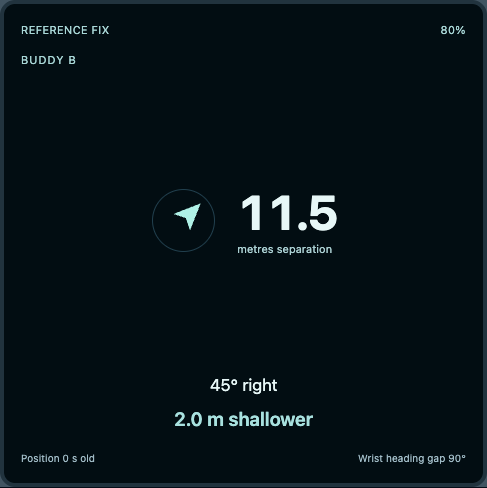 REFERENCE FIX
80%
BUDDY B
11.5
metres separation
45° right
2.0 m shallower
Position 0 s old
Wrist heading gap 90°